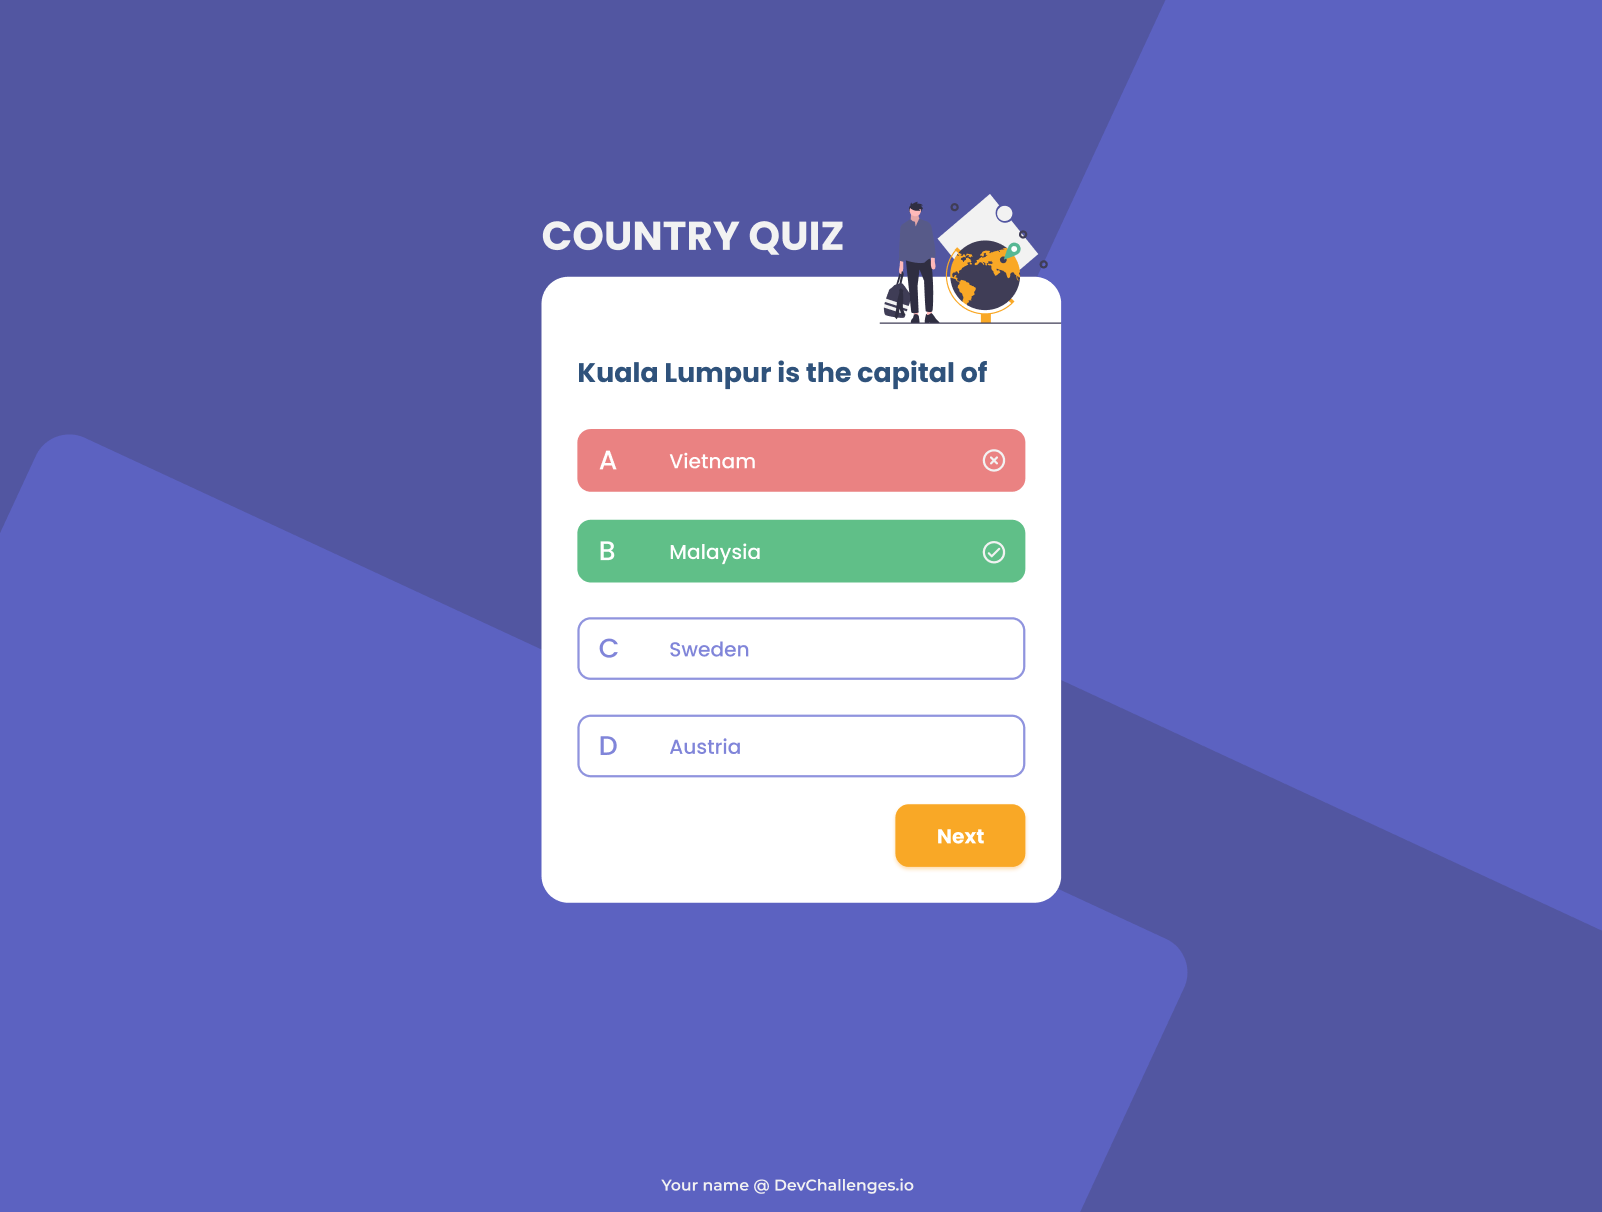 COUNTRY QUIZ
Kuala Lumpur is the capital of
A Vietnam
B Malaysia
C Sweden
D Austria
Next
Your name @ DevChallenges.io